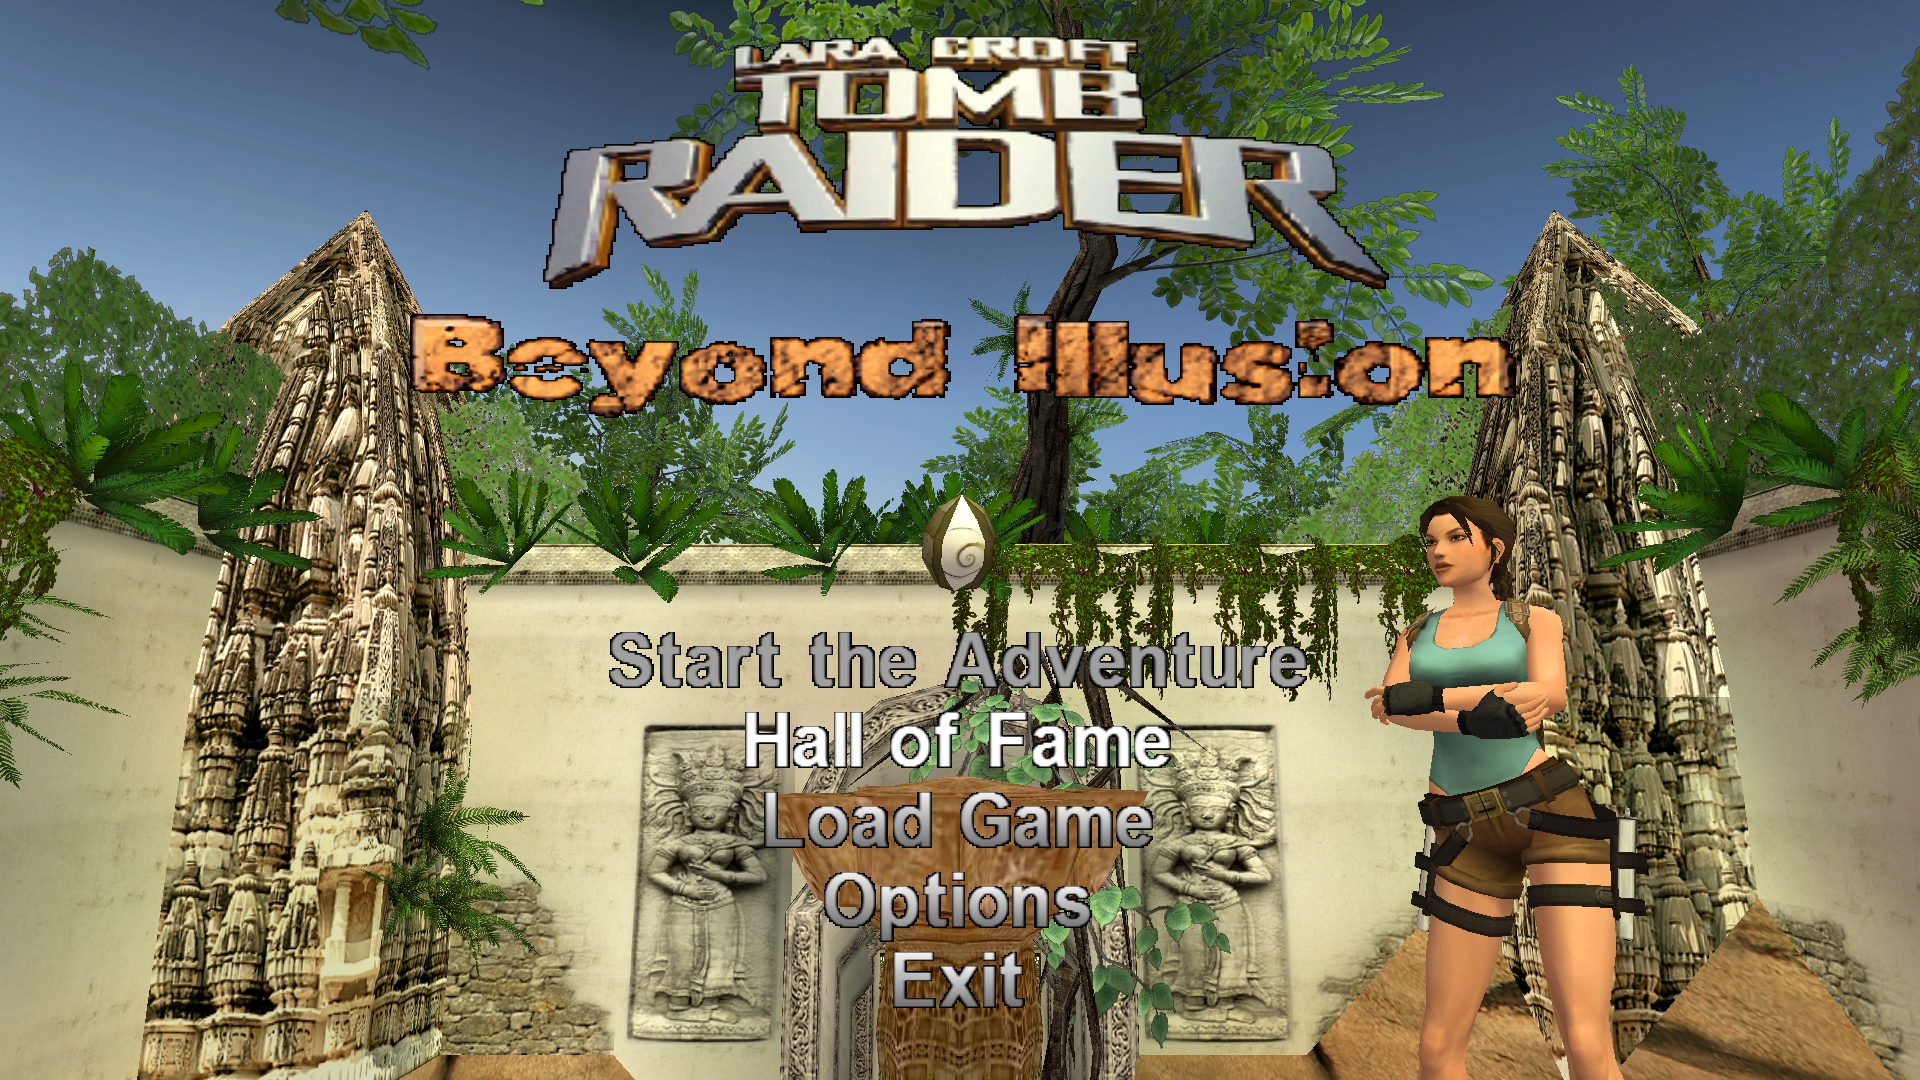 LARA CROFT
TOMB
RAIDER
Beyond Illusion
Start the Adventure
Hall of Fame
Load Game
Options
Exit